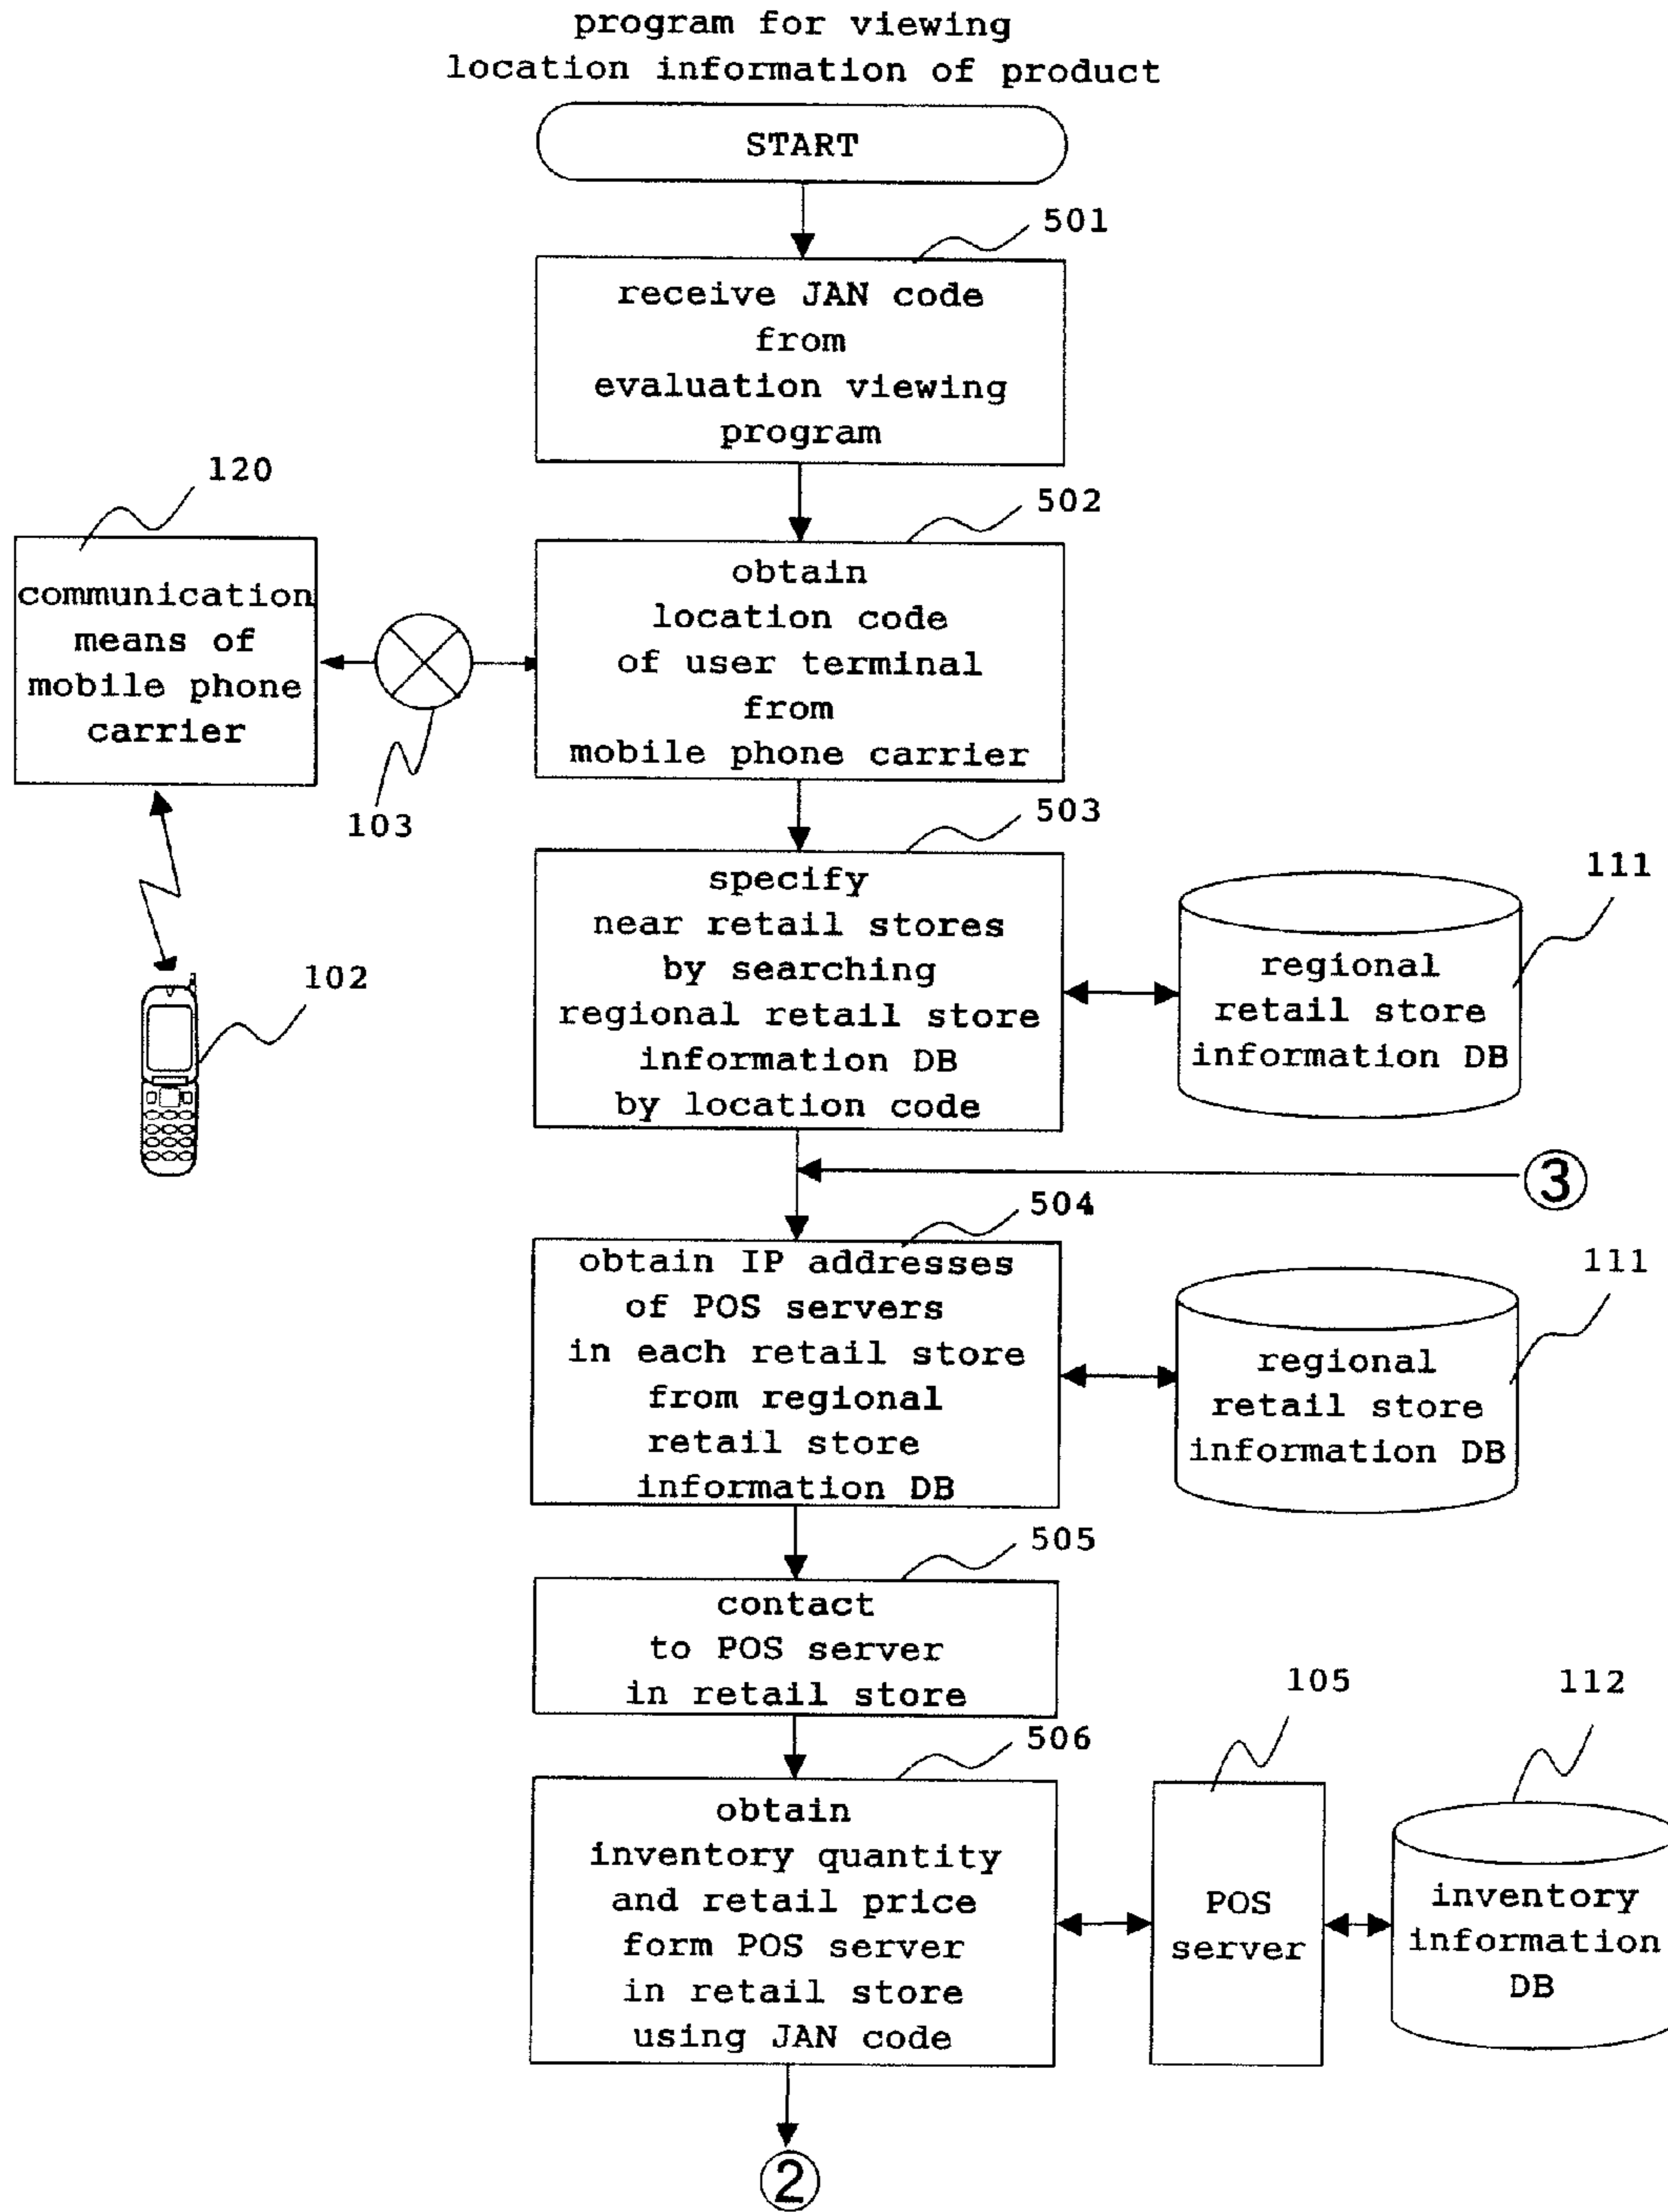 program for viewing
location information of product
START
501
receive JAN code
from
evaluation viewing
program
120
502
communication
means of
mobile phone
carrier
obtain
location code
of user terminal
from
mobile phone carrier
103
503
102
specify
near retail stores
by searching
regional retail store
information DB
by location code
111
regional
retail store
information DB
3
504
obtain IP addresses
of POS servers
in each retail store
from regional
retail store
information DB
111
regional
retail store
information DB
505
contact
to POS server
in retail store
506
105
112
obtain
inventory quantity
and retail price
form POS server
in retail store
using JAN code
POS
server
inventory
information
DB
2